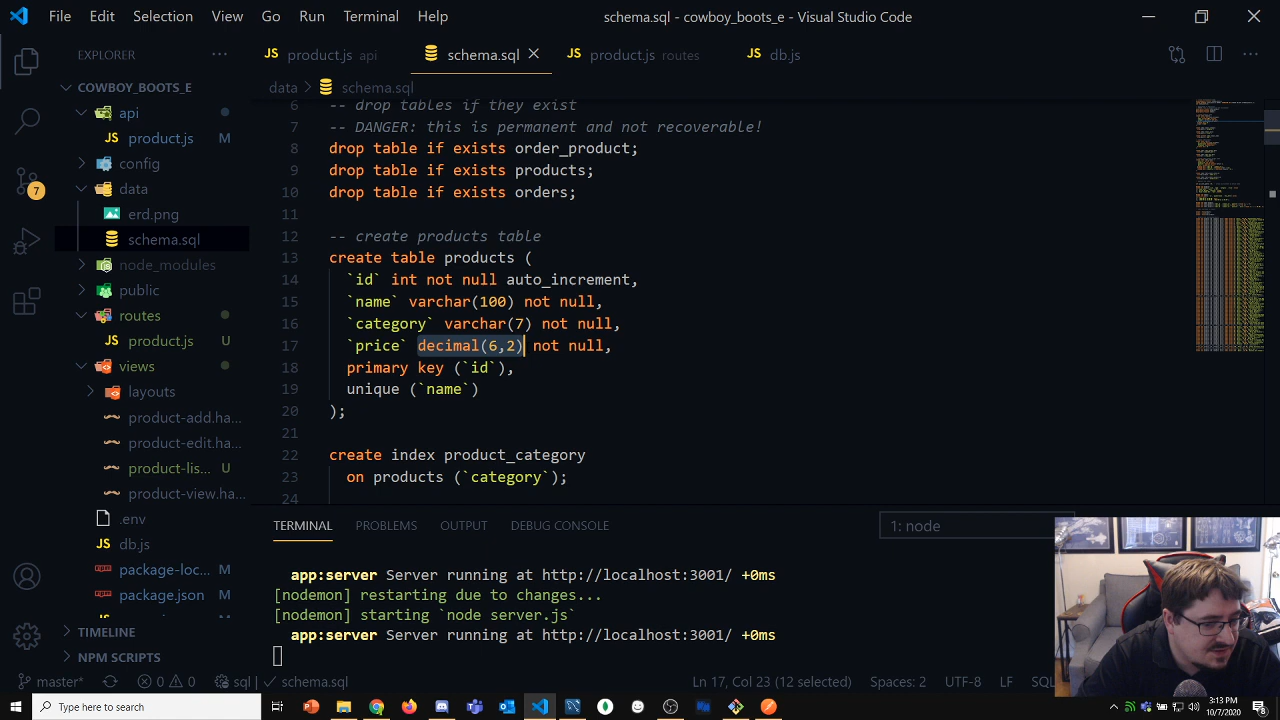 File Edit Selection View Go Run Terminal Help schema.sql - cowboy_boots_e - Visual Studio Code
EXPLORER ···
JS product.js api schema.sql JS product.js routes JS db.js
COWBOY_BOOTS_E
data > schema.sql
api
JS product.js M
config
data
erd.png
schema.sql
node_modules
public
routes
JS product.js U
views
layouts
product-add.ha...
product-edit.ha...
product-lis... U
product-view.ha...
.env
JS db.js
package-loc... M
package.json M
TIMELINE
NPM SCRIPTS
7
6 -- drop tables if they exist
7 -- DANGER: this is permanent and not recoverable!
8 drop table if exists order_product;
9 drop table if exists products;
10 drop table if exists orders;
11
12 -- create products table
13 create table products (
14 `id` int not null auto_increment,
15 `name` varchar(100) not null,
16 `category` varchar(7) not null,
17 `price` decimal(6,2) not null,
18 primary key (`id`),
19 unique (`name`)
20 );
21
22 create index product_category
23 on products (`category`);
24
TERMINAL PROBLEMS OUTPUT DEBUG CONSOLE 1: node
app:server Server running at http://localhost:3001/ +0ms
[nodemon] restarting due to changes...
[nodemon] starting `node server.js`
app:server Server running at http://localhost:3001/ +0ms
master* 0 0 sql schema.sql Ln 17, Col 23 (12 selected) Spaces: 2 UTF-8 LF SQL
Type here to search
3:13 PM
10/7/2020